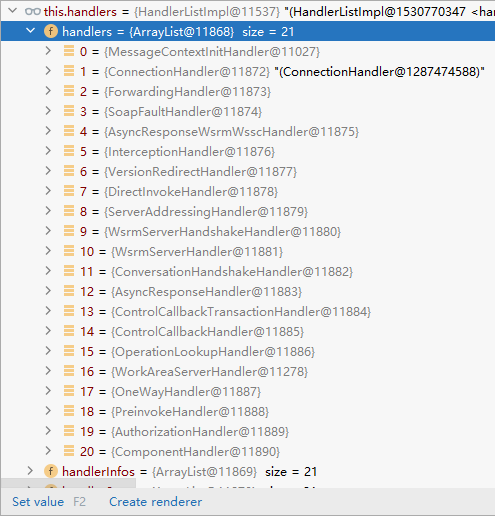 this.handlers = {HandlerListImpl@11537} "(HandlerListImpl@1530770347 <han
handlers = {ArrayList@11868} size = 21
0 = {MessageContextInitHandler@11027}
1 = {ConnectionHandler@11872} "(ConnectionHandler@1287474588)"
2 = {ForwardingHandler@11873}
3 = {SoapFaultHandler@11874}
4 = {AsyncResponseWsrmWsscHandler@11875}
5 = {InterceptionHandler@11876}
6 = {VersionRedirectHandler@11877}
7 = {DirectInvokeHandler@11878}
8 = {ServerAddressingHandler@11879}
9 = {WsrmServerHandshakeHandler@11880}
10 = {WsrmServerHandler@11881}
11 = {ConversationHandshakeHandler@11882}
12 = {AsyncResponseHandler@11883}
13 = {ControlCallbackTransactionHandler@11884}
14 = {ControlCallbackHandler@11885}
15 = {OperationLookupHandler@11886}
16 = {WorkAreaServerHandler@11278}
17 = {OneWayHandler@11887}
18 = {PreinvokeHandler@11888}
19 = {AuthorizationHandler@11889}
20 = {ComponentHandler@11890}
handlerInfos = {ArrayList@11869} size = 21
Set value F2 Create renderer